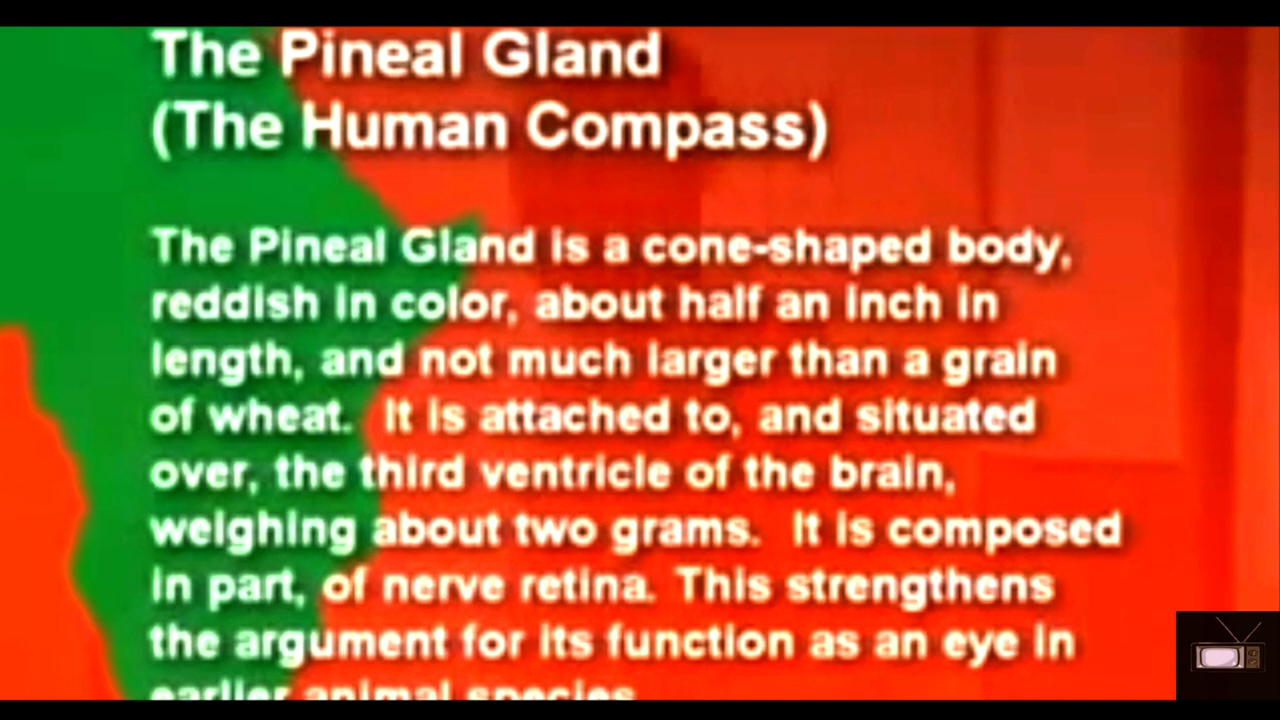 The Pineal Gland
(The Human Compass)
The Pineal Gland is a cone-shaped body,
reddish in color, about half an inch in
length, and not much larger than a grain
of wheat. It is attached to, and situated
over, the third ventricle of the brain,
weighing about two grams. It is composed
in part, of nerve retina. This strengthens
the argument for its function as an eye in
earlier animal species.